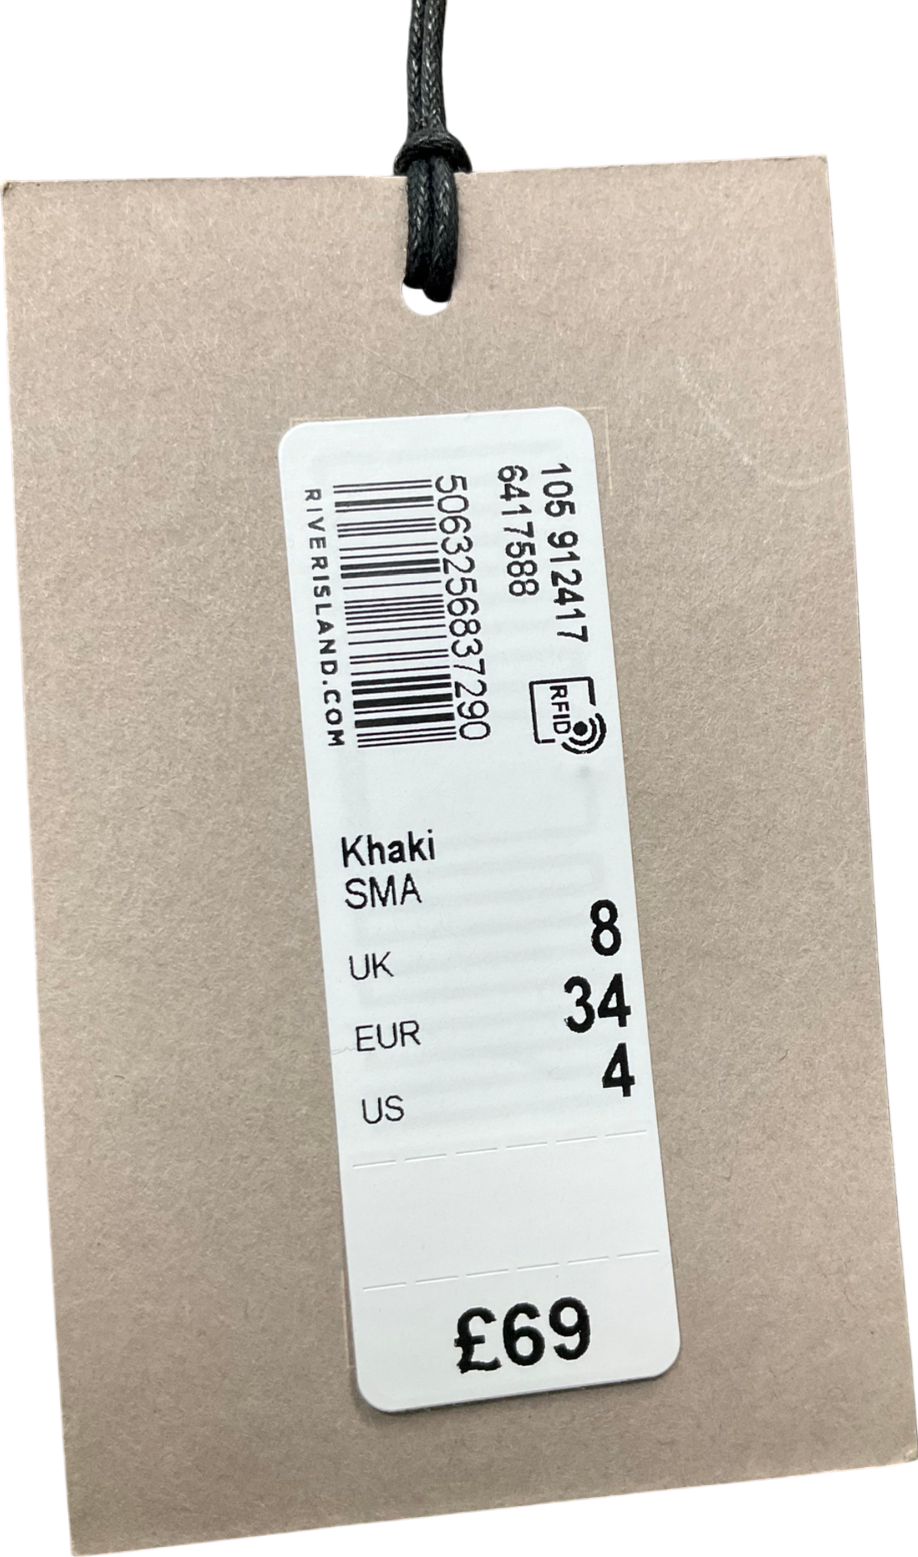 105 912417
6417588
RFID
5063256837290
RIVERISLAND.COM
Khaki
SMA
UK 8
EUR 34
US 4
£69